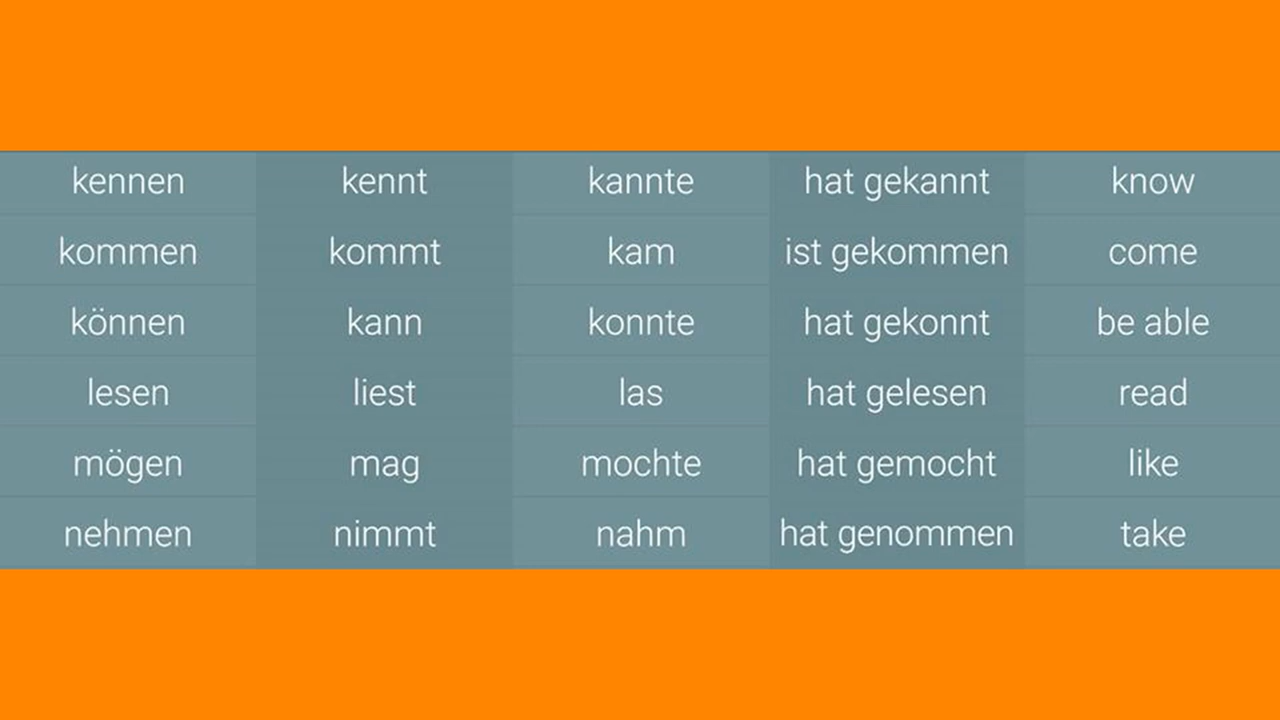 kennen kennt kannte hat gekannt know
kommen kommt kam ist gekommen come
können kann konnte hat gekonnt be able
lesen liest las hat gelesen read
mögen mag mochte hat gemocht like
nehmen nimmt nahm hat genommen take